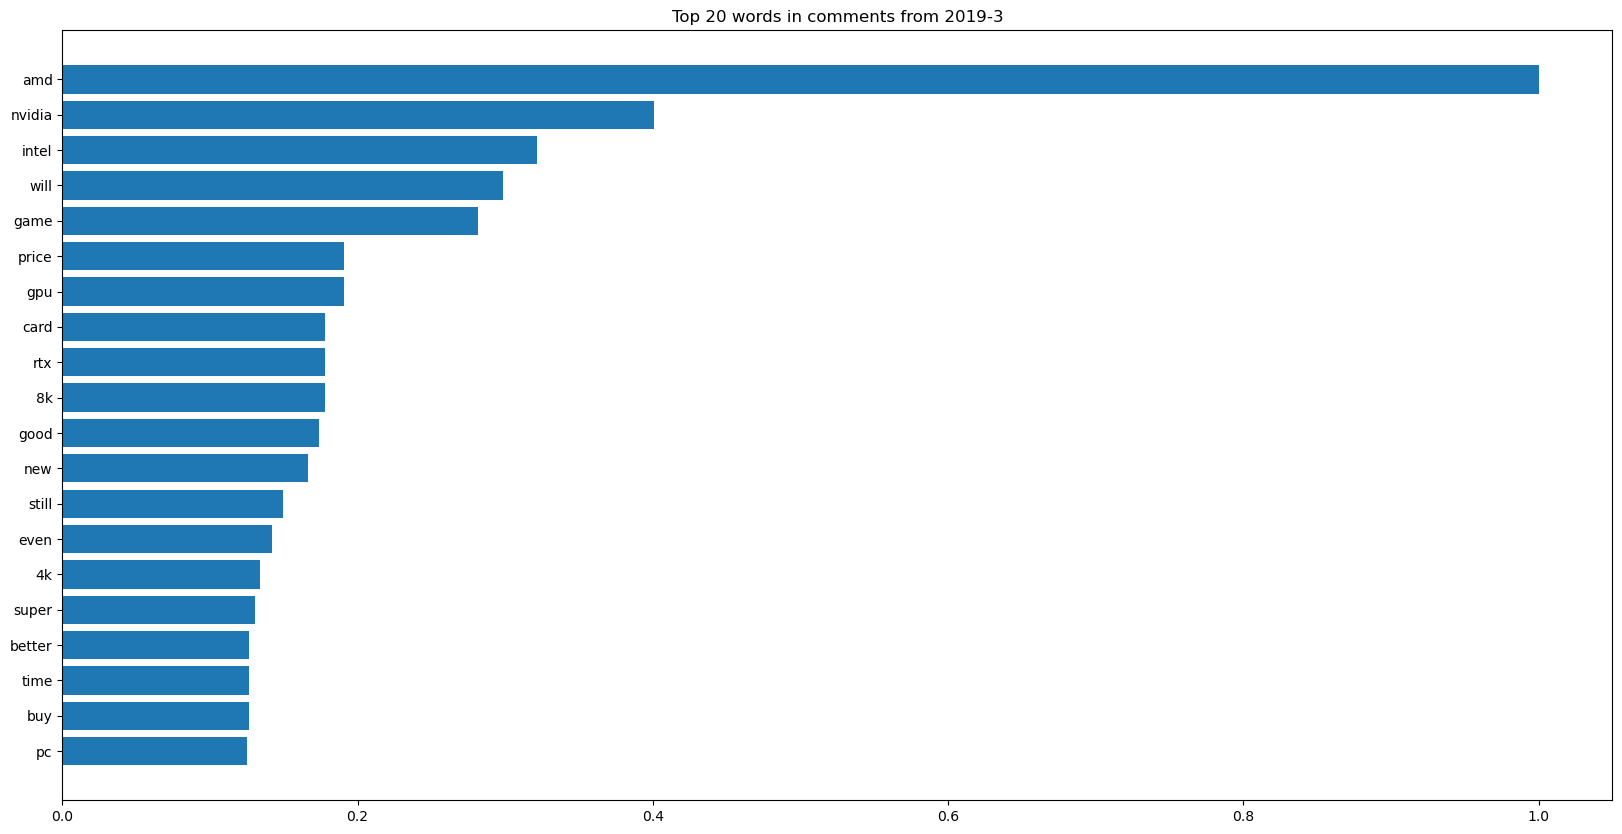 Top 20 words in comments from 2019-3
amd
nvidia
intel
will
game
price
gpu
card
rtx
8k
good
new
still
even
4k
super
better
time
buy
pc
0.0 0.2 0.4 0.6 0.8 1.0